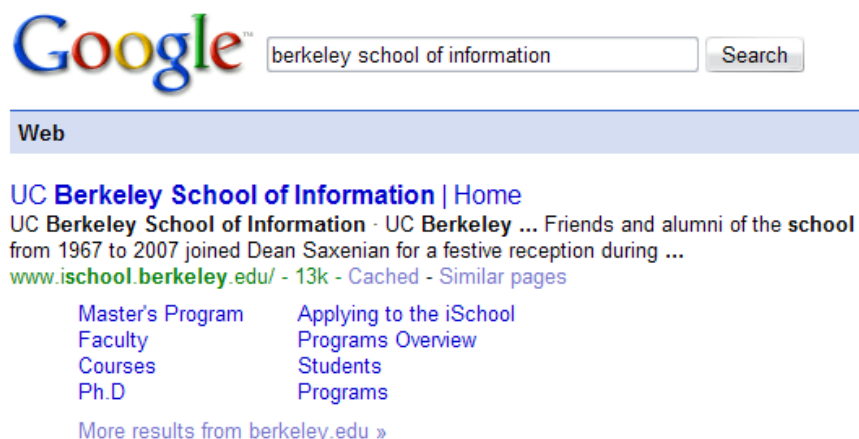 Google™
berkeley school of information
Search
Web
UC Berkeley School of Information | Home
UC Berkeley School of Information · UC Berkeley ... Friends and alumni of the school
from 1967 to 2007 joined Dean Saxenian for a festive reception during ...
www.ischool.berkeley.edu/ - 13k - Cached - Similar pages
Master's Program Applying to the iSchool
Faculty Programs Overview
Courses Students
Ph.D Programs
More results from berkeley.edu »